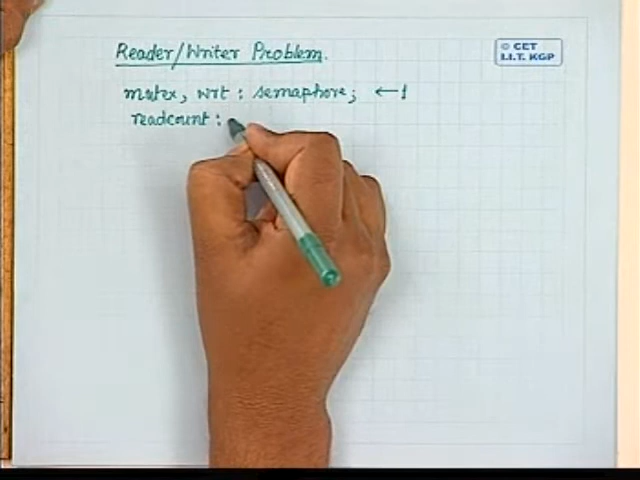 Reader/Writer Problem.
© CET
I.I.T. KGP
mutex, wrt : semaphore; ← 1
readcount :